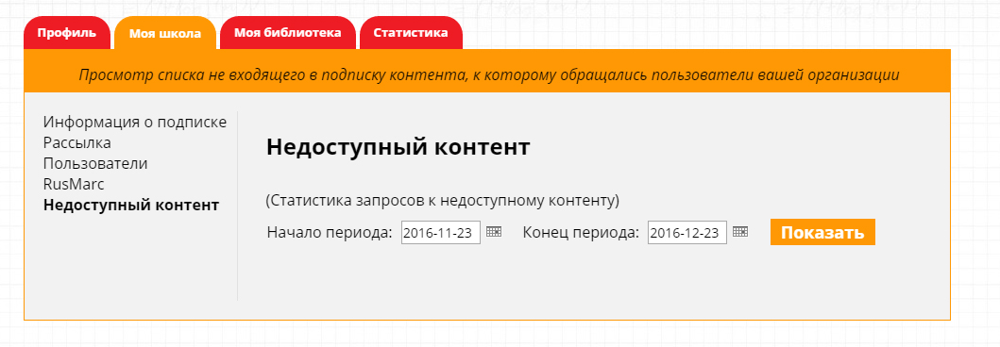 Профиль Моя школа Моя библиотека Статистика
Просмотр списка не входящего в подписку контента, к которому обращались пользователи вашей организации
Информация о подписке
Рассылка
Пользователи
RusMarc
Недоступный контент
Недоступный контент
(Статистика запросов к недоступному контенту)
Начало периода: 2016-11-23 Конец периода: 2016-12-23 Показать